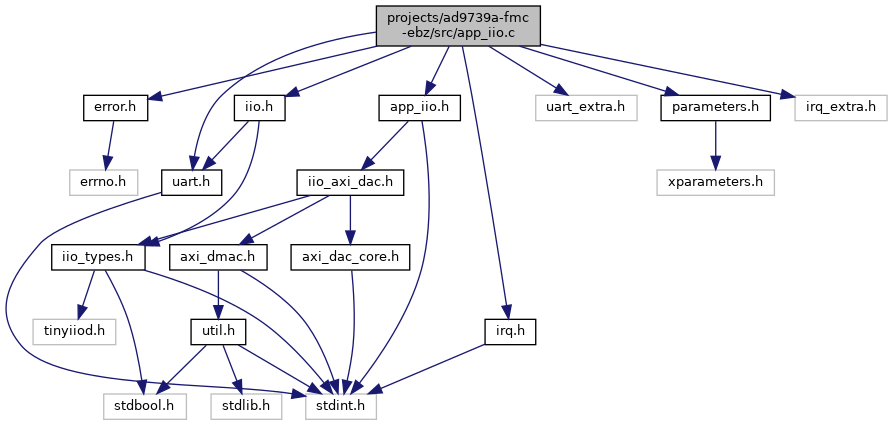 projects/ad9739a-fmc
-ebz/src/app_iio.c
error.h
iio.h
app_iio.h
uart_extra.h
parameters.h
irq_extra.h
errno.h
uart.h
iio_axi_dac.h
xparameters.h
iio_types.h
axi_dmac.h
axi_dac_core.h
tinyiiod.h
util.h
irq.h
stdbool.h
stdlib.h
stdint.h